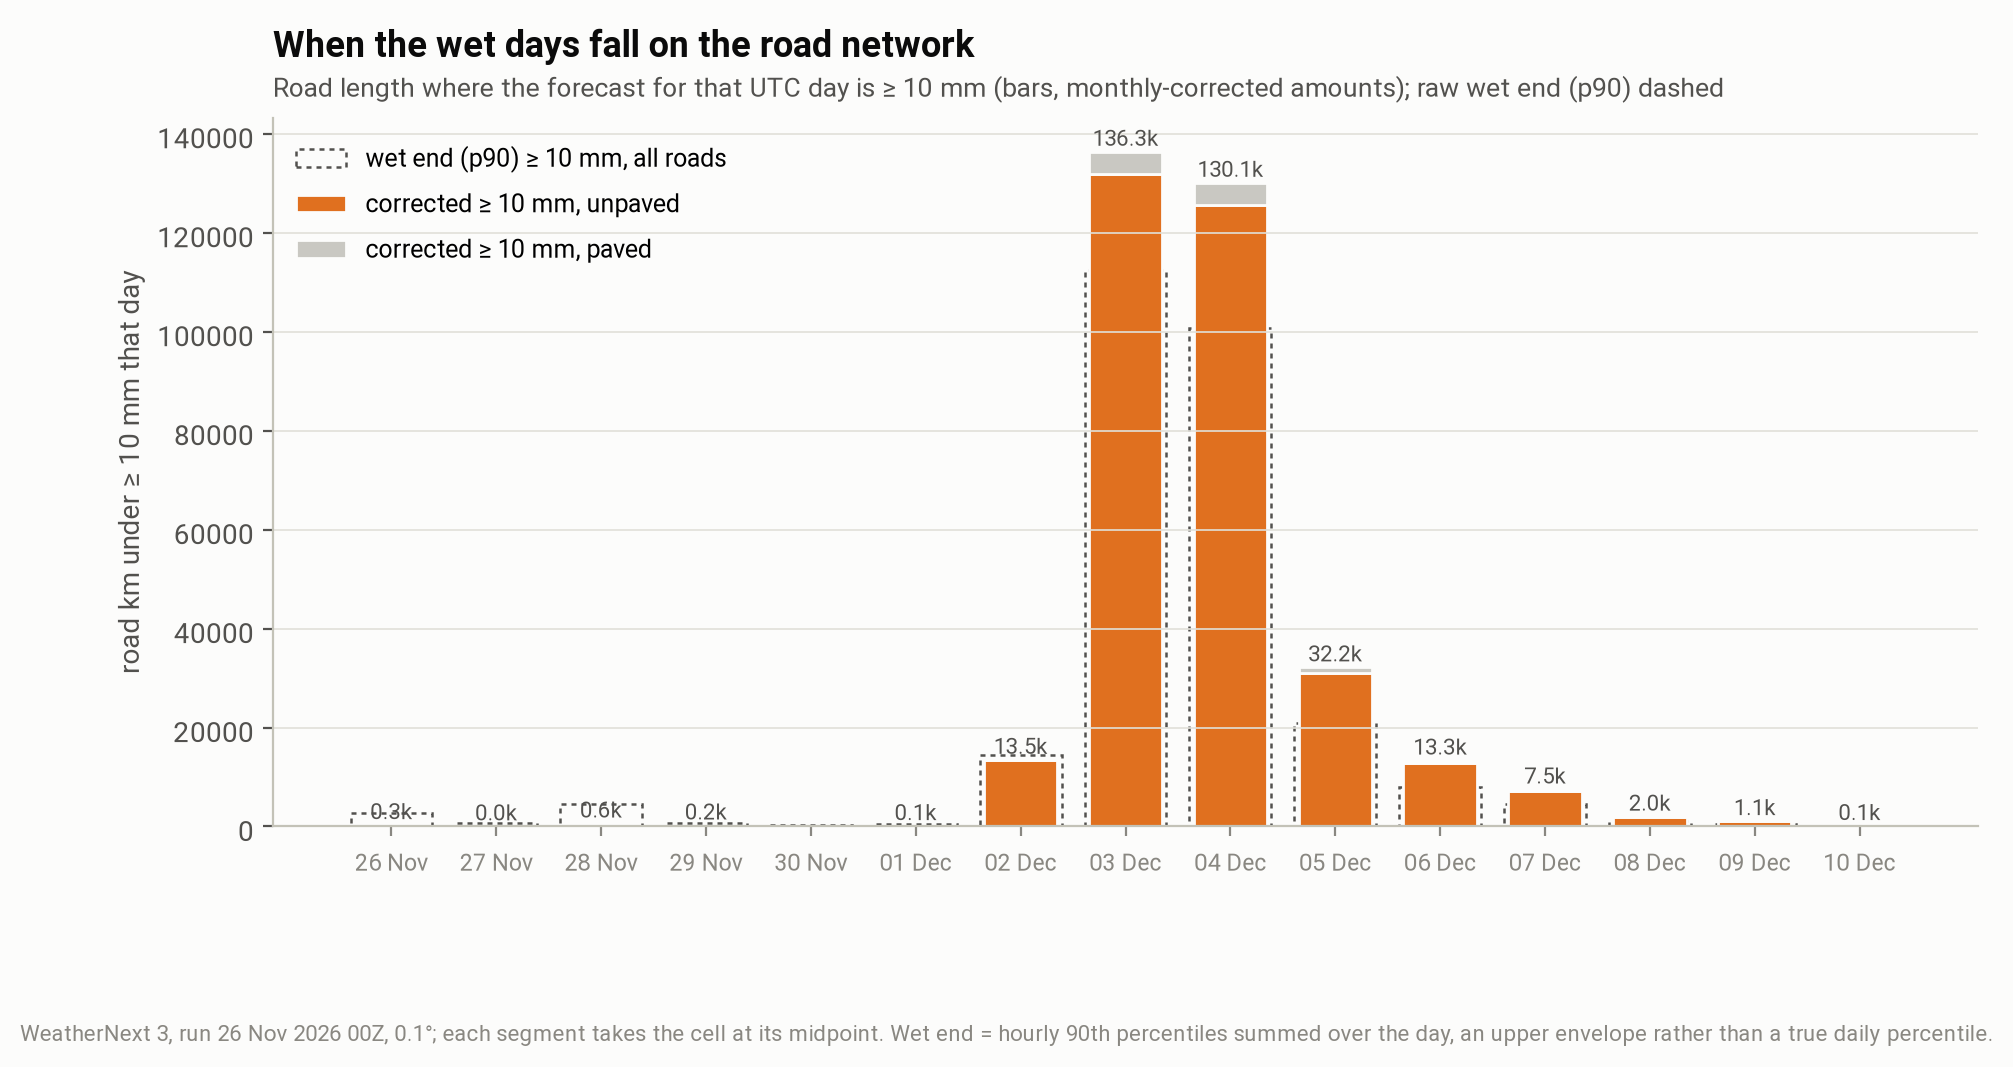 When the wet days fall on the road network
Road length where the forecast for that UTC day is ≥ 10 mm (bars, monthly-corrected amounts); raw wet end (p90) dashed
wet end (p90) ≥ 10 mm, all roads
corrected ≥ 10 mm, unpaved
corrected ≥ 10 mm, paved
road km under ≥ 10 mm that day
140000
120000
100000
80000
60000
40000
20000
0
0.3k
0.0k
0.6k
0.2k
0.1k
13.5k
136.3k
130.1k
32.2k
13.3k
7.5k
2.0k
1.1k
0.1k
26 Nov
27 Nov
28 Nov
29 Nov
30 Nov
01 Dec
02 Dec
03 Dec
04 Dec
05 Dec
06 Dec
07 Dec
08 Dec
09 Dec
10 Dec
WeatherNext 3, run 26 Nov 2026 00Z, 0.1°; each segment takes the cell at its midpoint. Wet end = hourly 90th percentiles summed over the day, an upper envelope rather than a true daily percentile.